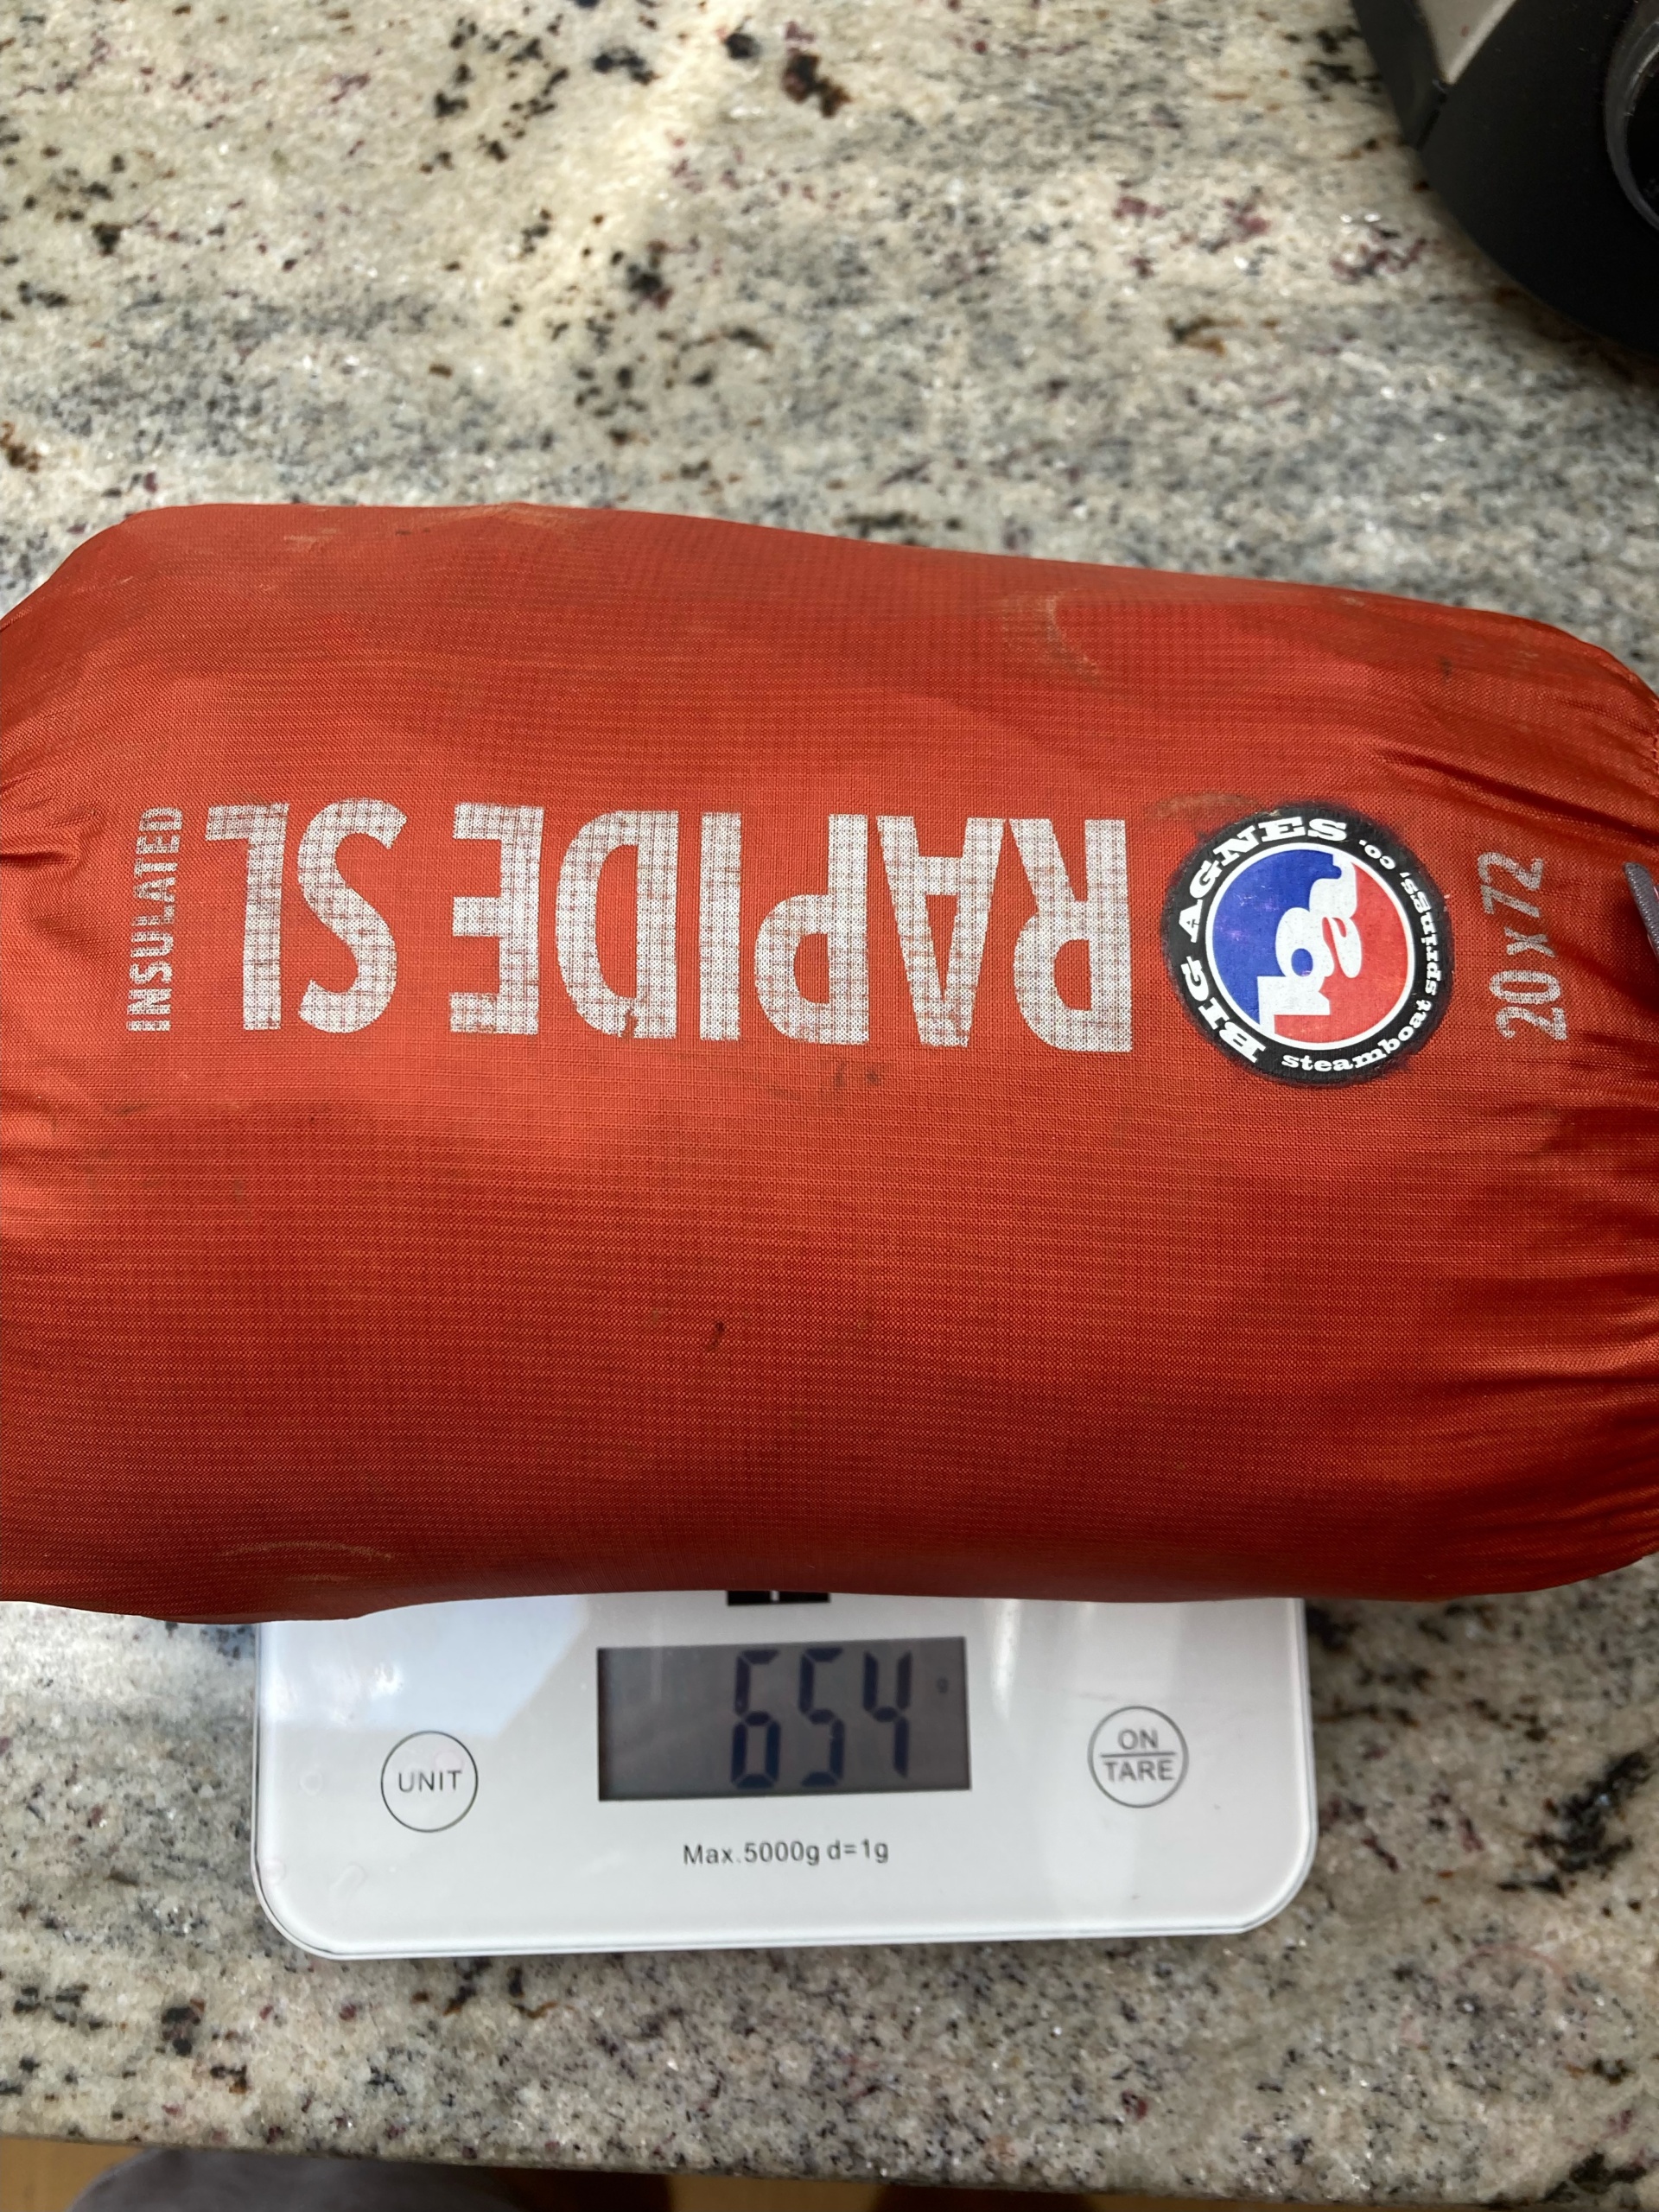 INSULATED
RAPIDE SL
BIG AGNES
steamboat springs, co.
20 x 72
654
UNIT
ON
TARE
Max.5000g d=1g